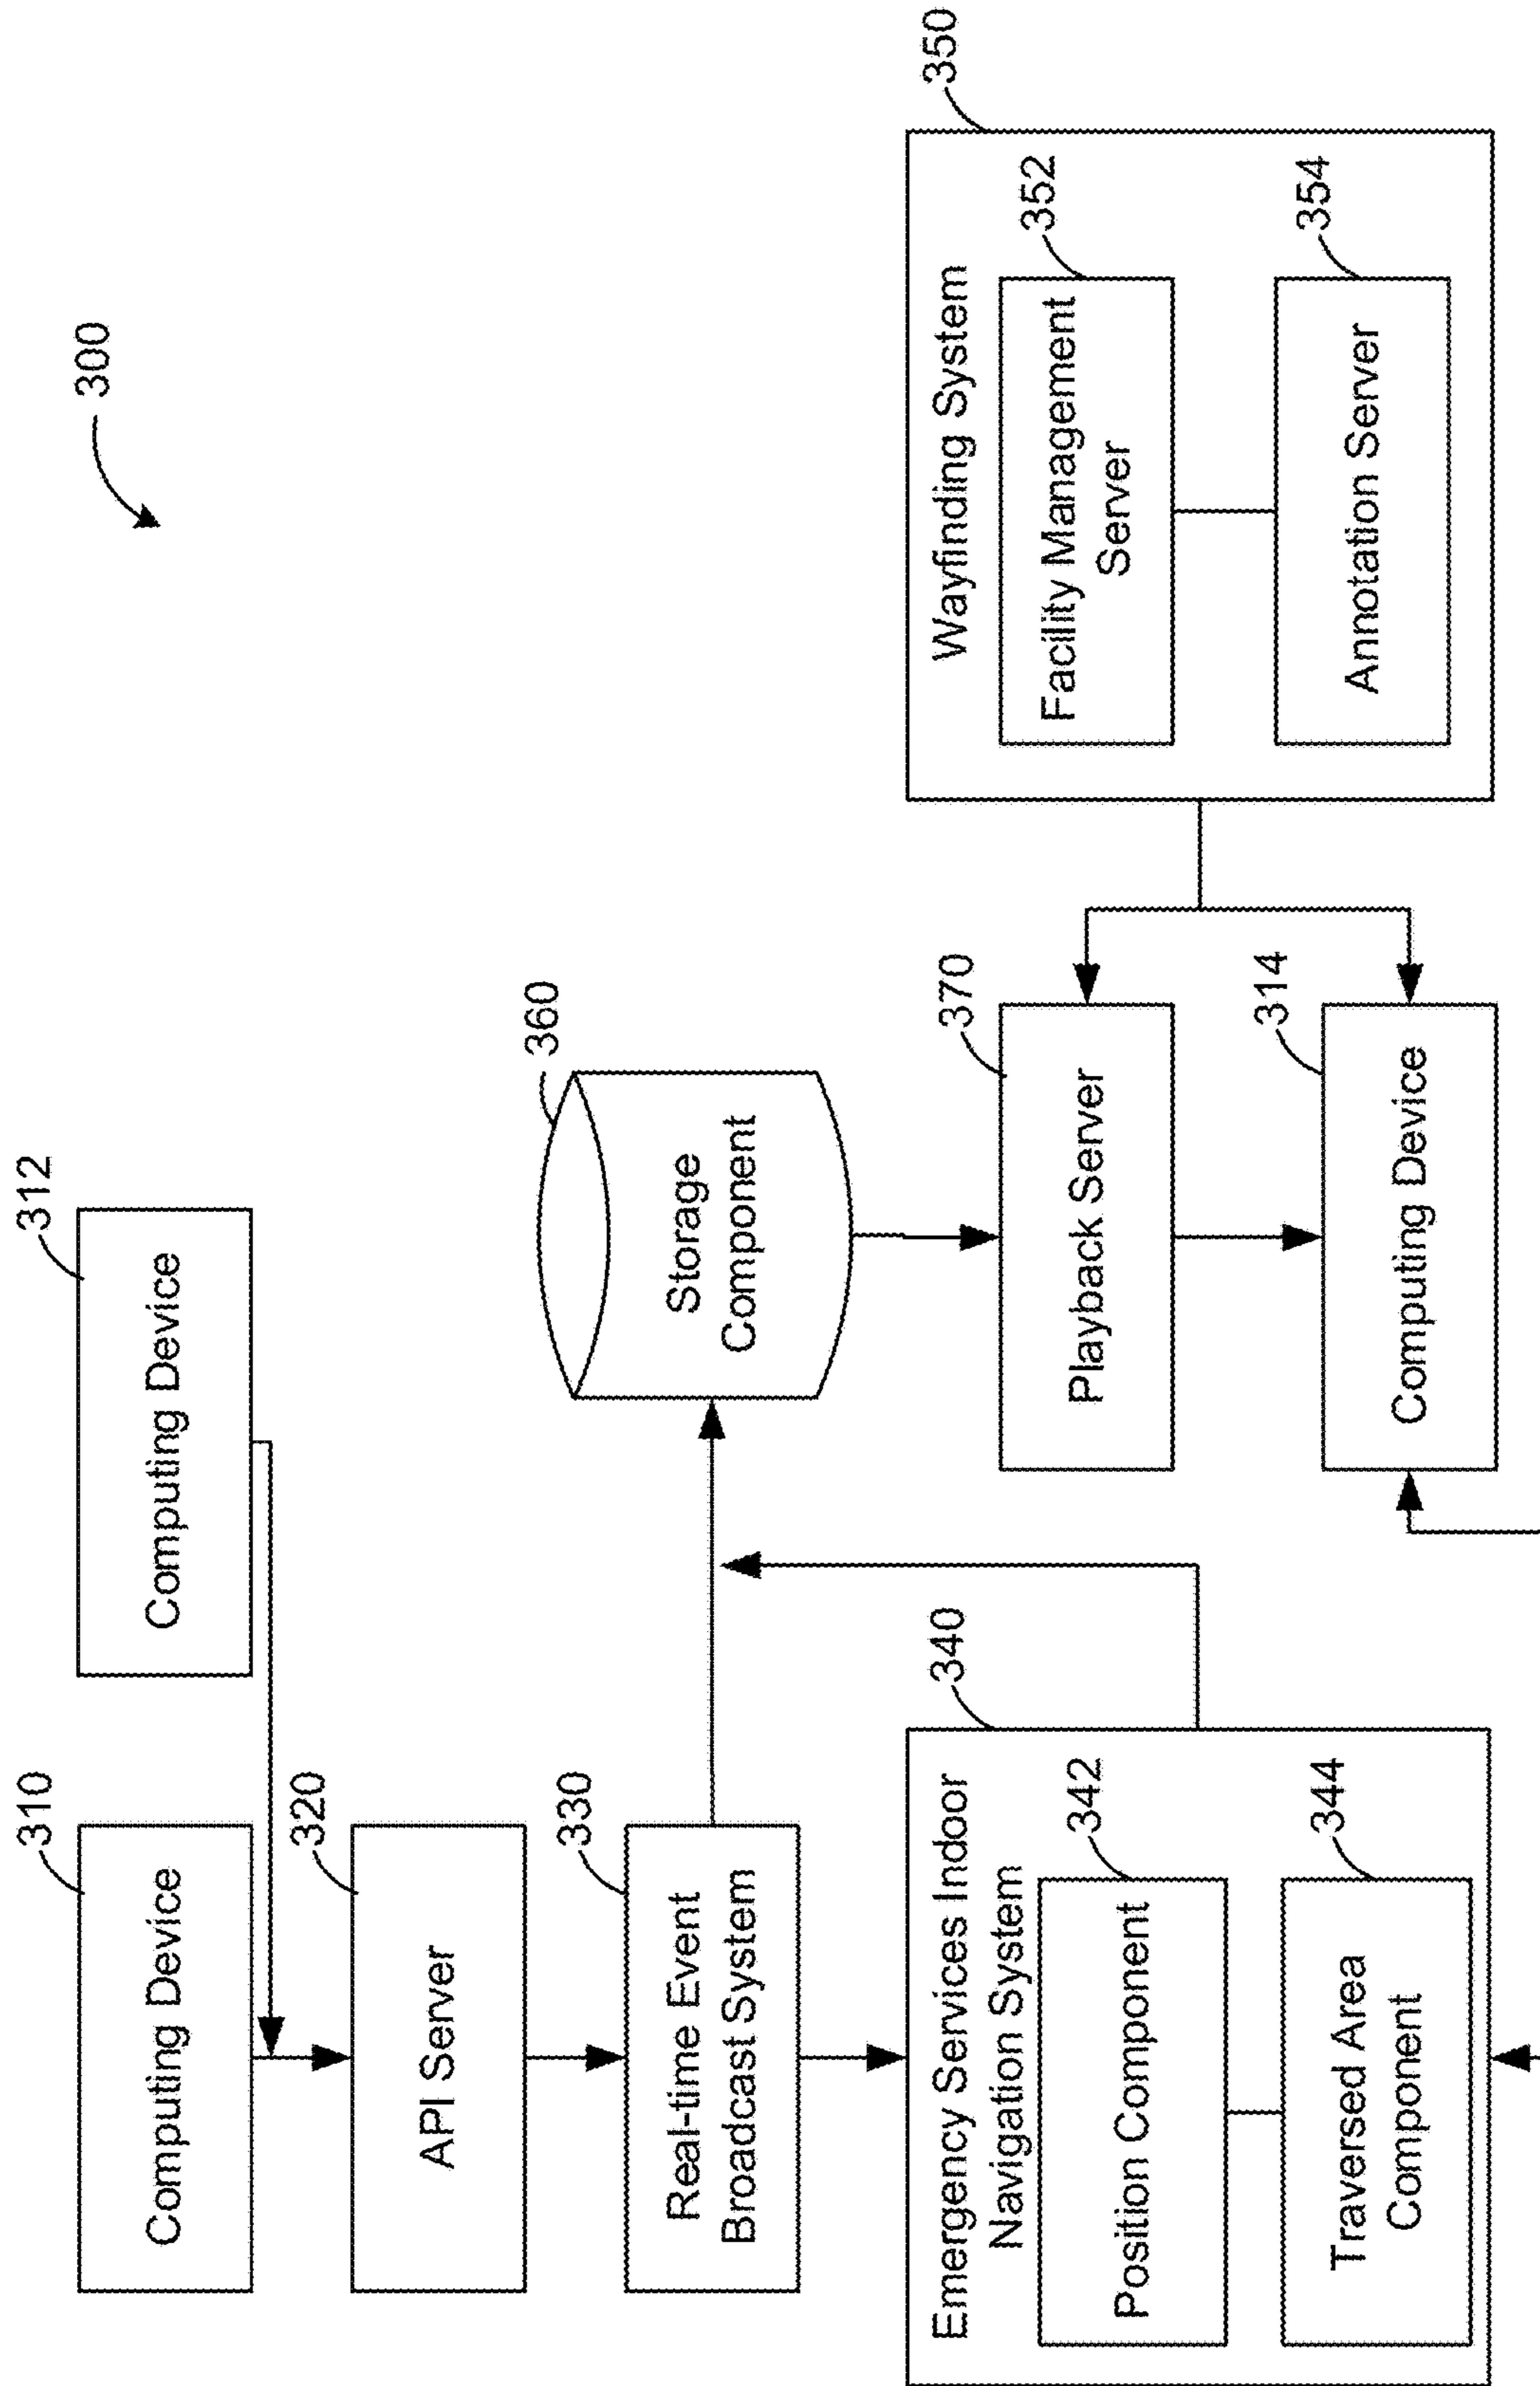 300
310
Computing Device
312
Computing Device
320
API Server
330
Real-time Event
Broadcast System
360
Storage
Component
340
Emergency Services Indoor
Navigation System
342
Position Component
344
Traversed Area
Component
370
Playback Server
314
Computing Device
350
Wayfinding System
352
Facility Management
Server
354
Annotation Server